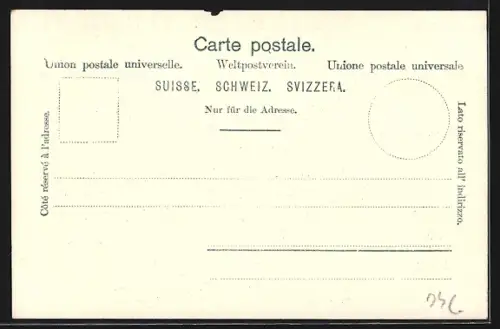 Carte postale.
Union postale universelle. Weltpostverein. Unione postale universale
SUISSE. SCHWEIZ. SVIZZERA.
Nur für die Adresse.
Côté réservé à l'adresse.
Lato riservato all' indirizzo.